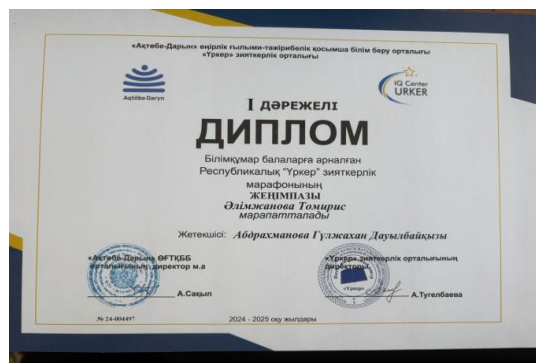 «Ақтөбе-Дарын» өңірлік ғылыми-тәжірибелік қосымша білім беру орталығы
«Үркер» зияткерлік орталығы
Aqtóbe Daryn
IQ Center
URKER
I ДӘРЕЖЕЛІ
ДИПЛОМ
Білімқұмар балаларға арналған
Республикалық "Үркер" зияткерлік
марафонының
ЖЕҢІМПАЗЫ
Әлімжанова Томирис
марапатталады
Жетекшісі: Абдрахманова Гүлжахан Дауылбайқызы
«Ақтөбе-Дарын» ӨҒТҚББ
орталығының директор м.а
А.Сақып
«Үркер» зияткерлік орталығының
директоры
«Үркер»
А.Тугелбаева
№ 24-004497
2024 - 2025 оқу жылдары